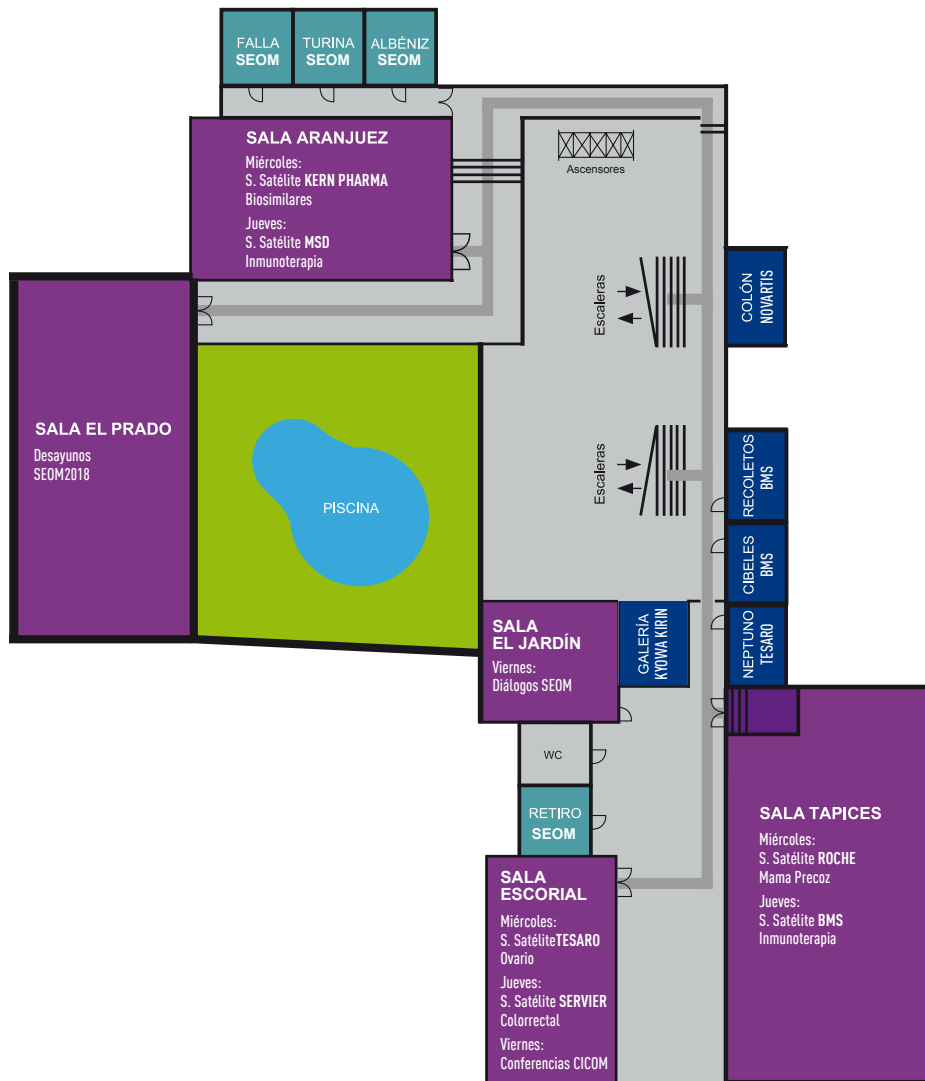 FALLA
SEOM
TURINA
SEOM
ALBÉNIZ
SEOM
SALA ARANJUEZ
Miércoles:
S. Satélite KERN PHARMA
Biosimilares
Jueves:
S. Satélite MSD
Inmunoterapia
Ascensores
Escaleras
COLÓN
NOVARTIS
SALA EL PRADO
Desayunos
SEOM2018
PISCINA
Escaleras
RECOLETOS
BMS
CIBELES
BMS
NEPTUNO
TESARO
SALA
EL JARDÍN
Viernes:
Diálogos SEOM
GALERÍA
KYOWA KIRIN
WC
RETIRO
SEOM
SALA
ESCORIAL
Miércoles:
S. SatéliteTESARO
Ovario
Jueves:
S. Satélite SERVIER
Colorrectal
Viernes:
Conferencias CICOM
SALA TAPICES
Miércoles:
S. Satélite ROCHE
Mama Precoz
Jueves:
S. Satélite BMS
Inmunoterapia